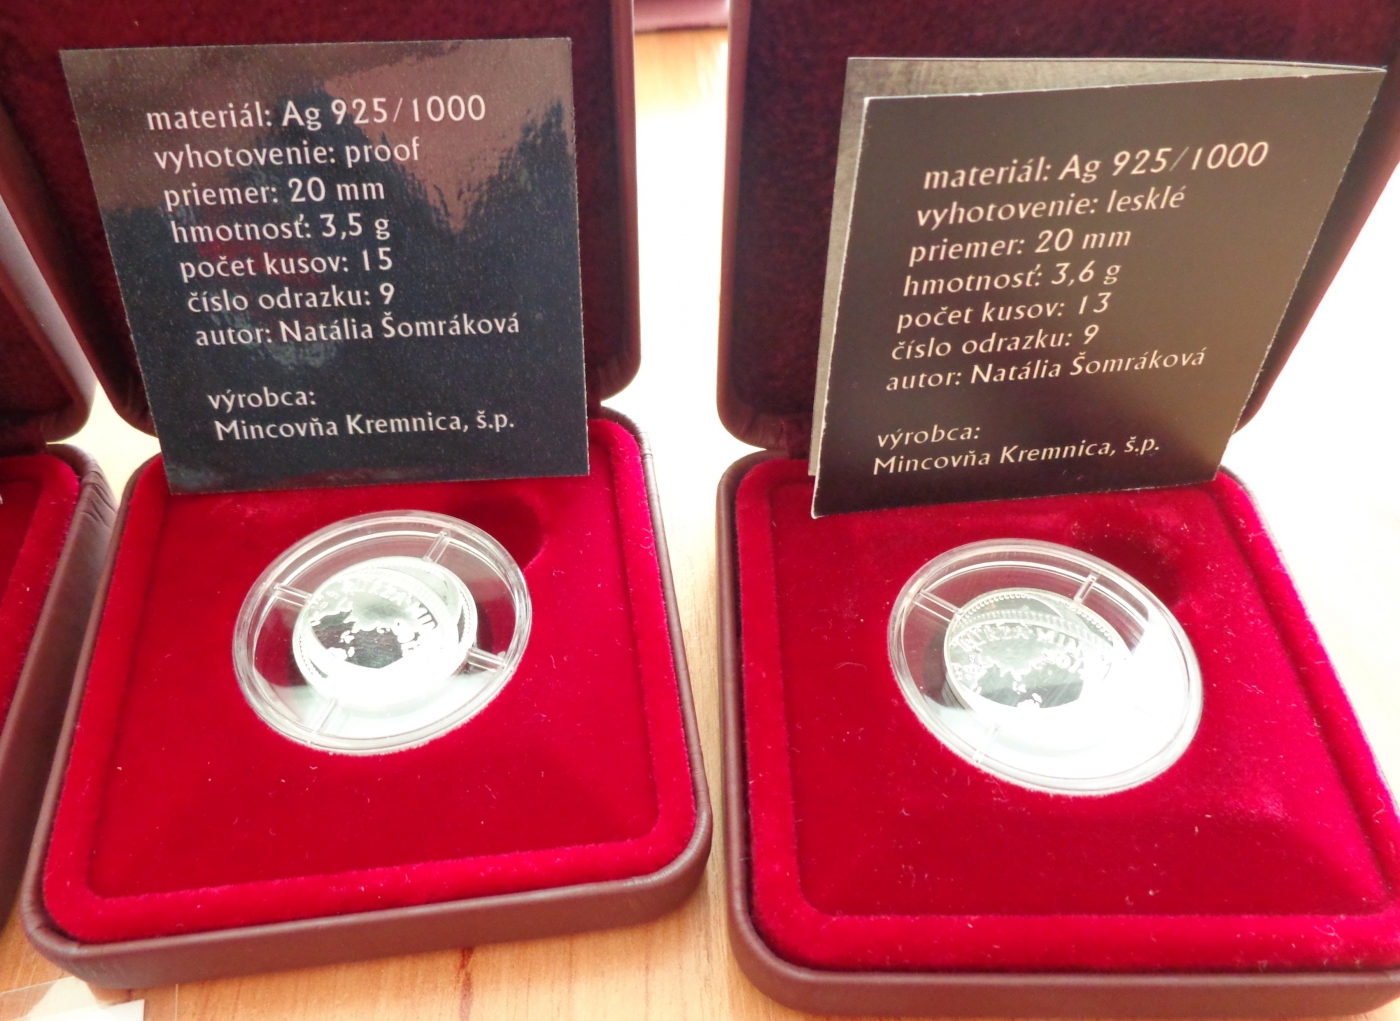 materiál: Ag 925/1000
vyhotovenie: proof
priemer: 20 mm
hmotnosť: 3,5 g
počet kusov: 15
číslo odrazku: 9
autor: Natália Šomráková
výrobca:
Mincovňa Kremnica, š.p.
materiál: Ag 925/1000
vyhotovenie: lesklé
priemer: 20 mm
hmotnosť: 3,6 g
počet kusov: 13
číslo odrazku: 9
autor: Natália Šomráková
výrobca:
Mincovňa Kremnica, š.p.